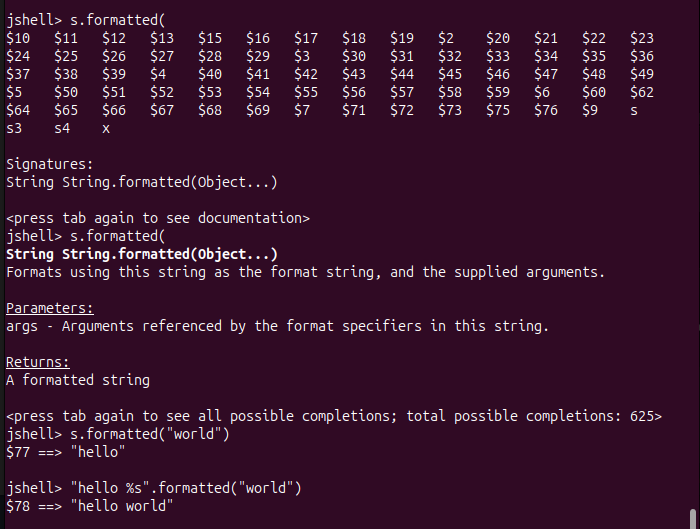 jshell> s.formatted(
$10 $11 $12 $13 $15 $16 $17 $18 $19 $2 $20 $21 $22 $23
$24 $25 $26 $27 $28 $29 $3 $30 $31 $32 $33 $34 $35 $36
$37 $38 $39 $4 $40 $41 $42 $43 $44 $45 $46 $47 $48 $49
$5 $50 $51 $52 $53 $54 $55 $56 $57 $58 $59 $6 $60 $62
$64 $65 $66 $67 $68 $69 $7 $71 $72 $73 $75 $76 $9 s
s3 s4 x
Signatures:
String String.formatted(Object...)
<press tab again to see documentation>
jshell> s.formatted(
String String.formatted(Object...)
Formats using this string as the format string, and the supplied arguments.
Parameters:
args - Arguments referenced by the format specifiers in this string.
Returns:
A formatted string
<press tab again to see all possible completions; total possible completions: 625>
jshell> s.formatted("world")
$77 ==> "hello"
jshell> "hello %s".formatted("world")
$78 ==> "hello world"